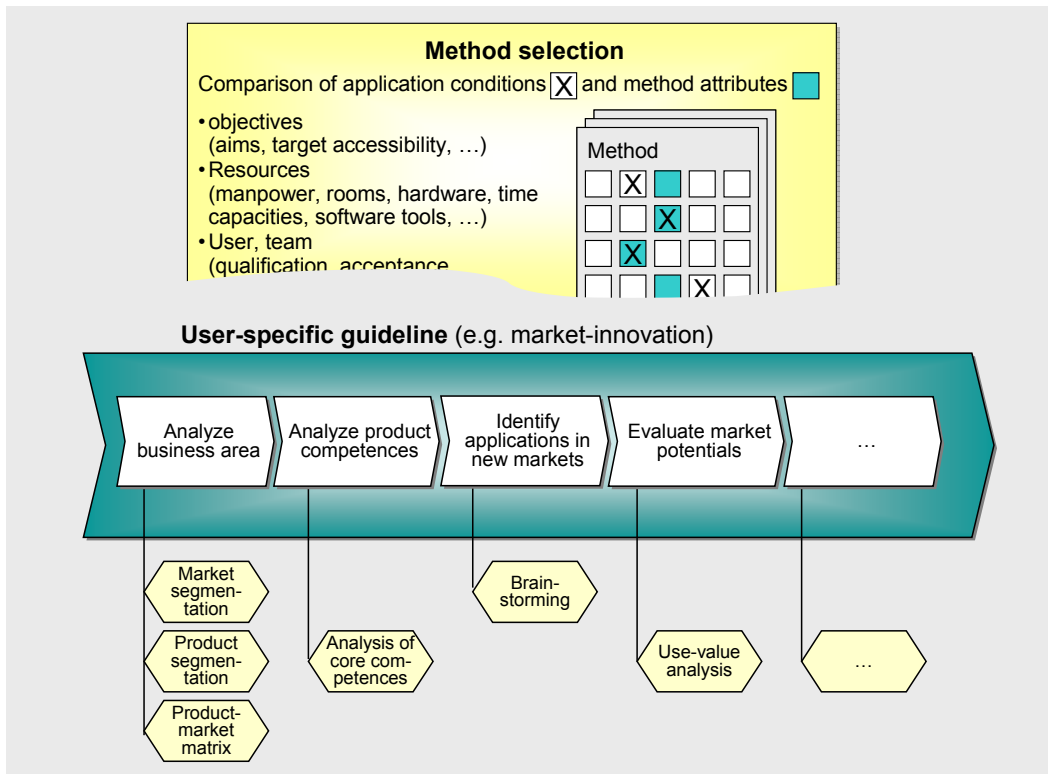 Method selection
Comparison of application conditions X and method attributes
• objectives
(aims, target accessibility, …)
• Resources
(manpower, rooms, hardware, time
capacities, software tools, …)
• User, team
(qualification, acceptance
Method
X
X
X
X
User-specific guideline (e.g. market-innovation)
Analyze
business area
Analyze product
competences
Identify
applications in
new markets
Evaluate market
potentials
…
Market
segmen-
tation
Product
segmen-
tation
Product-
market
matrix
Analysis of
core com-
petences
Brain-
storming
Use-value
analysis
…